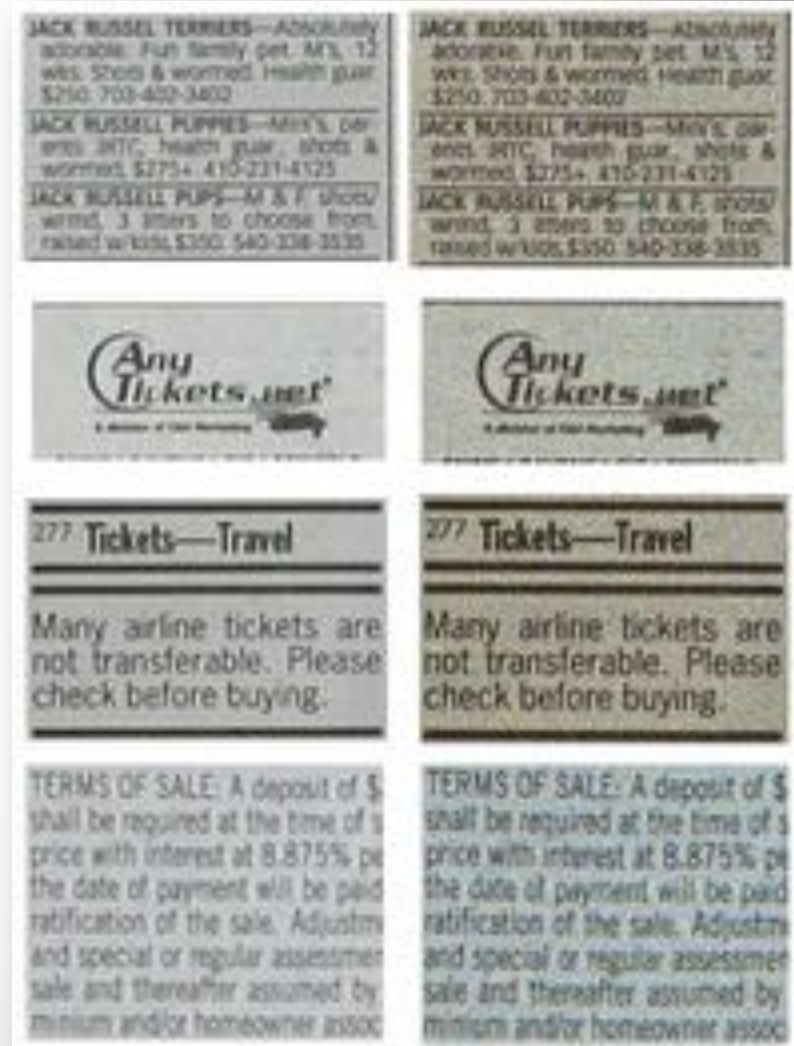 JACK RUSSEL TERRIERS—Absolutely
adorable. Fun family pet. M's, 12
wks. Shots & wormed. Health guar.
$250. 703-402-3402
JACK RUSSELL PUPPIES—Mini's, par-
ents JRTC, health guar., shots &
wormed, $275+. 410-231-4125
JACK RUSSELL PUPS—M & F, shots/
wrmd, 3 litters to choose from,
raised w/kids, $350. 540-338-3535
JACK RUSSEL TERRIERS—Absolutely
adorable. Fun family pet. M's, 12
wks. Shots & wormed. Health guar.
$250. 703-402-3402
JACK RUSSELL PUPPIES—Mini's, par-
ents JRTC, health guar., shots &
wormed, $275+. 410-231-4125
JACK RUSSELL PUPS—M & F, shots/
wrmd, 3 litters to choose from,
raised w/kids, $350. 540-338-3535
Any
Tickets.net
A division of Marketing
Any
Tickets.net
A division of Marketing
277 Tickets—Travel
Many airline tickets are
not transferable. Please
check before buying.
277 Tickets—Travel
Many airline tickets are
not transferable. Please
check before buying.
TERMS OF SALE: A deposit of $
shall be required at the time of s
price with interest at 8.875% pe
the date of payment will be paid
ratification of the sale. Adjustm
and special or regular assessmen
sale and thereafter assumed by
minium and/or homeowner assoc
TERMS OF SALE: A deposit of $
shall be required at the time of s
price with interest at 8.875% pe
the date of payment will be paid
ratification of the sale. Adjustm
and special or regular assessmen
sale and thereafter assumed by
minium and/or homeowner assoc